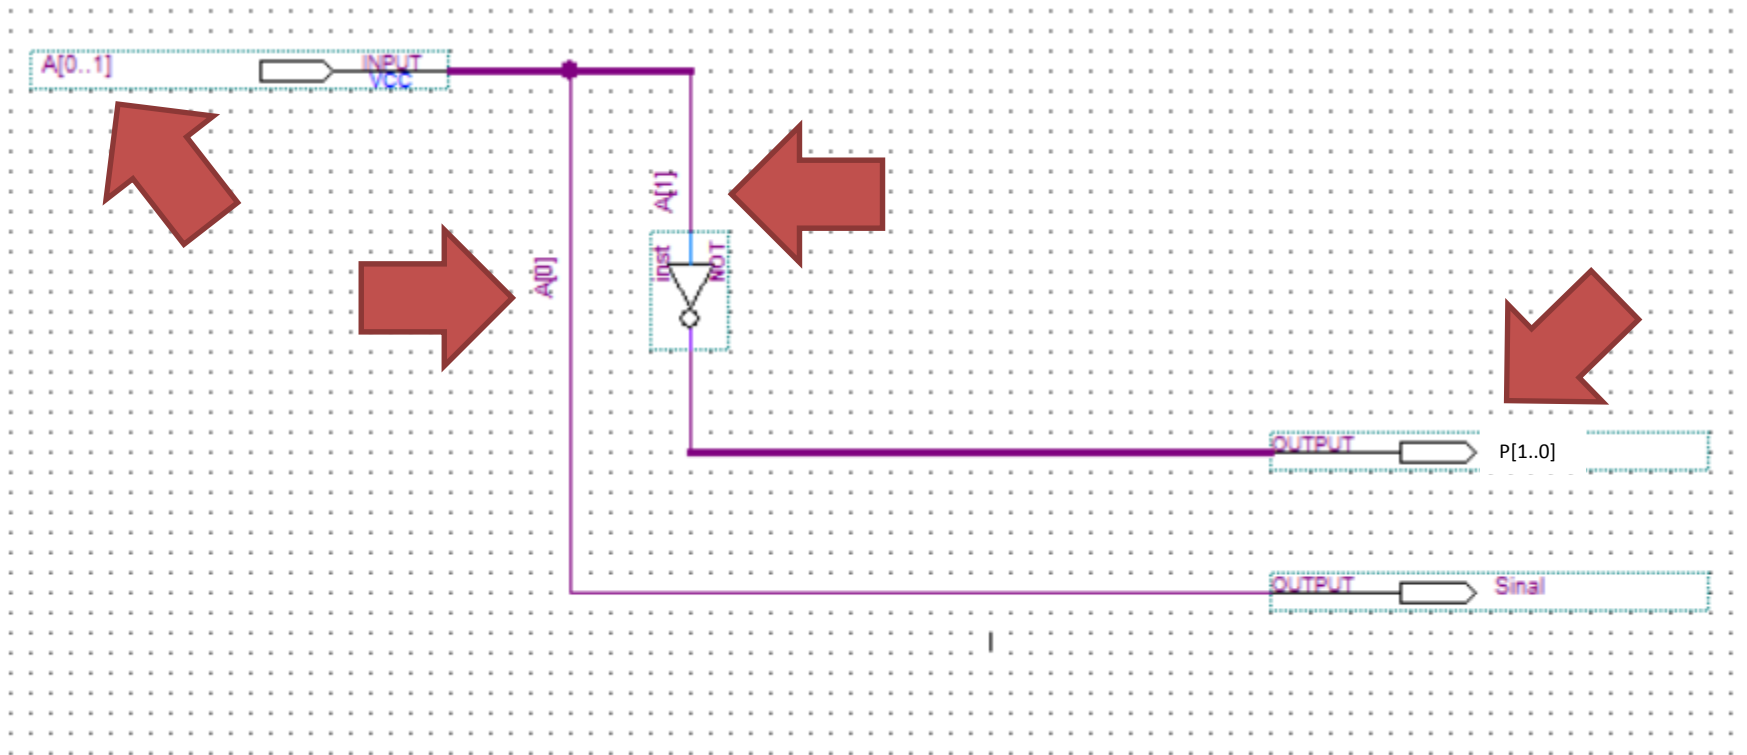 A[0..1]
INPUT
VCC
A[1]
A[0]
inst
NOT
OUTPUT
P[1..0]
OUTPUT
Sinal